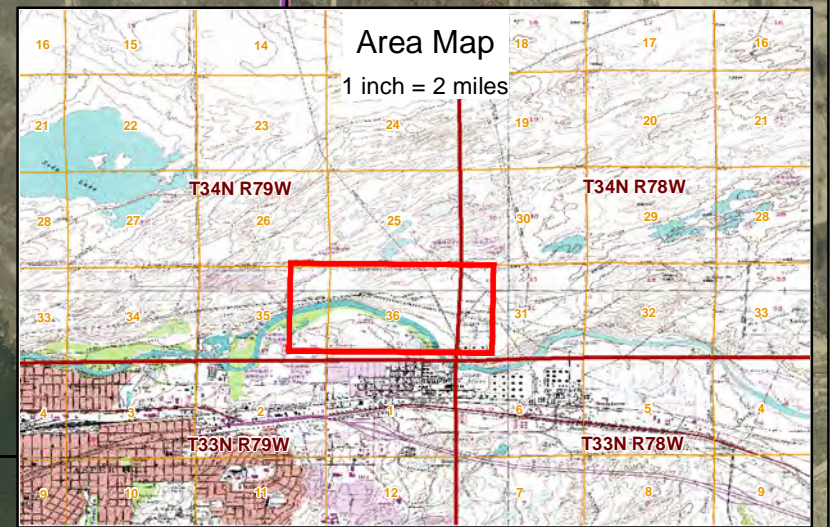 Area Map
1 inch = 2 miles
16 15 14 18 17 16
21 22 23 24 19 20 21
Soda Lake
T34N R79W T34N R78W
28 27 26 25 30 29 28
33 34 35 36 31 32 33
4 3 2 1 6 5 4
T33N R79W T33N R78W
9 10 11 12 7 8 9